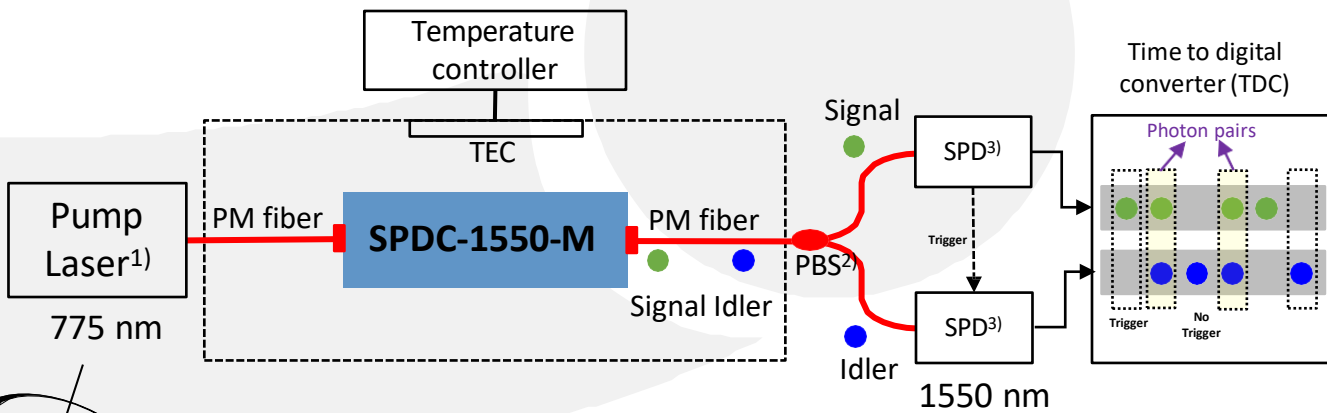 Temperature
controller
TEC
Pump
Laser1)
775 nm
PM fiber
SPDC-1550-M
PM fiber
Signal Idler
PBS2)
Signal
SPD3)
Trigger
SPD3)
Idler
1550 nm
Time to digital
converter (TDC)
Photon pairs
Trigger
No
Trigger